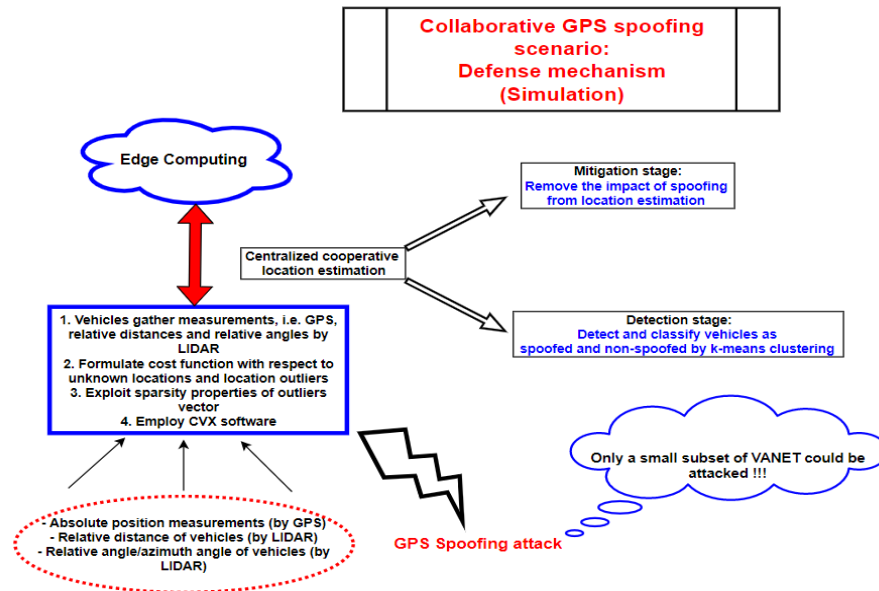 Collaborative GPS spoofing
scenario:
Defense mechanism
(Simulation)
Edge Computing
Mitigation stage:
Remove the impact of spoofing
from location estimation
Centralized cooperative
location estimation
1. Vehicles gather measurements, i.e. GPS,
relative distances and relative angles by
LIDAR
2. Formulate cost function with respect to
unknown locations and location outliers
3. Exploit sparsity properties of outliers
vector
4. Employ CVX software
Detection stage:
Detect and classify vehicles as
spoofed and non-spoofed by k-means clustering
Only a small subset of VANET could be
attacked !!!
GPS Spoofing attack
- Absolute position measurements (by GPS)
- Relative distance of vehicles (by LIDAR)
- Relative angle/azimuth angle of vehicles (by
LIDAR)